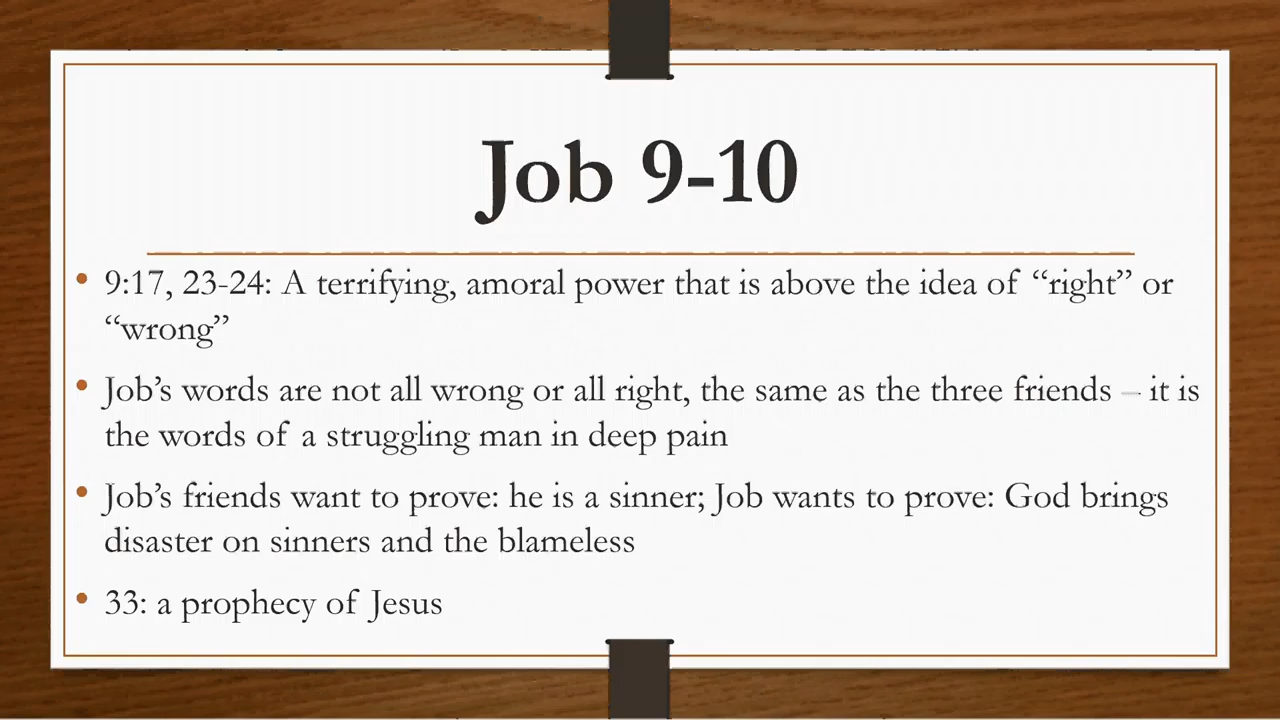 Job 9-10
• 9:17, 23-24: A terrifying, amoral power that is above the idea of “right” or
“wrong”
• Job’s words are not all wrong or all right, the same as the three friends – it is
the words of a struggling man in deep pain
• Job’s friends want to prove: he is a sinner; Job wants to prove: God brings
disaster on sinners and the blameless
• 33: a prophecy of Jesus